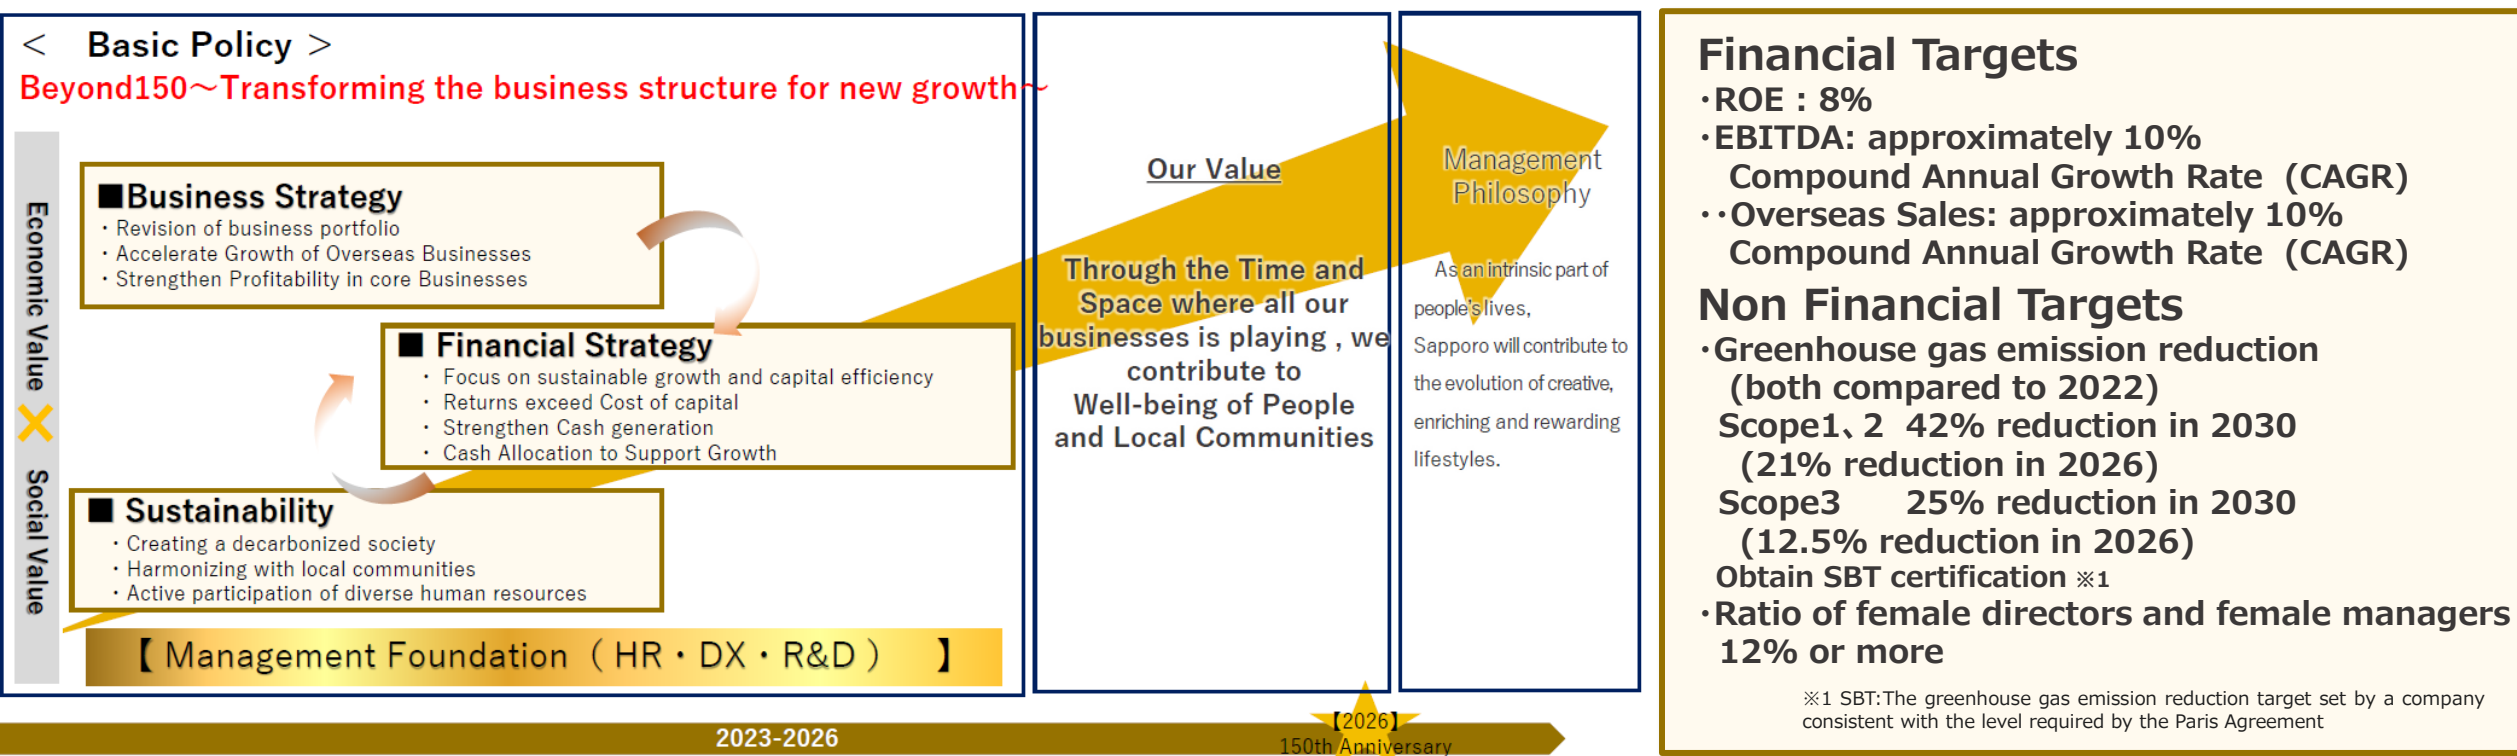 ＜　Basic Policy ＞
Beyond150～Transforming the business structure for new growth～
Economic Value
×
Social Value
■Business Strategy
・Revision of business portfolio
・Accelerate Growth of Overseas Businesses
・Strengthen Profitability in core Businesses
■ Financial Strategy
・ Focus on sustainable growth and capital efficiency
・ Returns exceed Cost of capital
・ Strengthen Cash generation
・ Cash Allocation to Support Growth
■ Sustainability
・Creating a decarbonized society
・Harmonizing with local communities
・Active participation of diverse human resources
【 Management Foundation （ HR・DX・R&D ）　】
Our Value
Through the Time and
Space where all our
businesses is playing , we
contribute to
Well-being of People
and Local Communities
Management
Philosophy
As an intrinsic part of
people's lives,
Sapporo will contribute to
the evolution of creative,
enriching and rewarding
lifestyles.
2023-2026
【2026】
150th Anniversary
Financial Targets
・ROE：8%
・EBITDA: approximately 10%
Compound Annual Growth Rate (CAGR)
・・Overseas Sales: approximately 10%
Compound Annual Growth Rate (CAGR)
Non Financial Targets
・Greenhouse gas emission reduction
(both compared to 2022)
Scope1、2 42% reduction in 2030
(21% reduction in 2026)
Scope3 25% reduction in 2030
(12.5% reduction in 2026)
Obtain SBT certification ※1
・Ratio of female directors and female managers
12% or more
※1 SBT:The greenhouse gas emission reduction target set by a company
consistent with the level required by the Paris Agreement